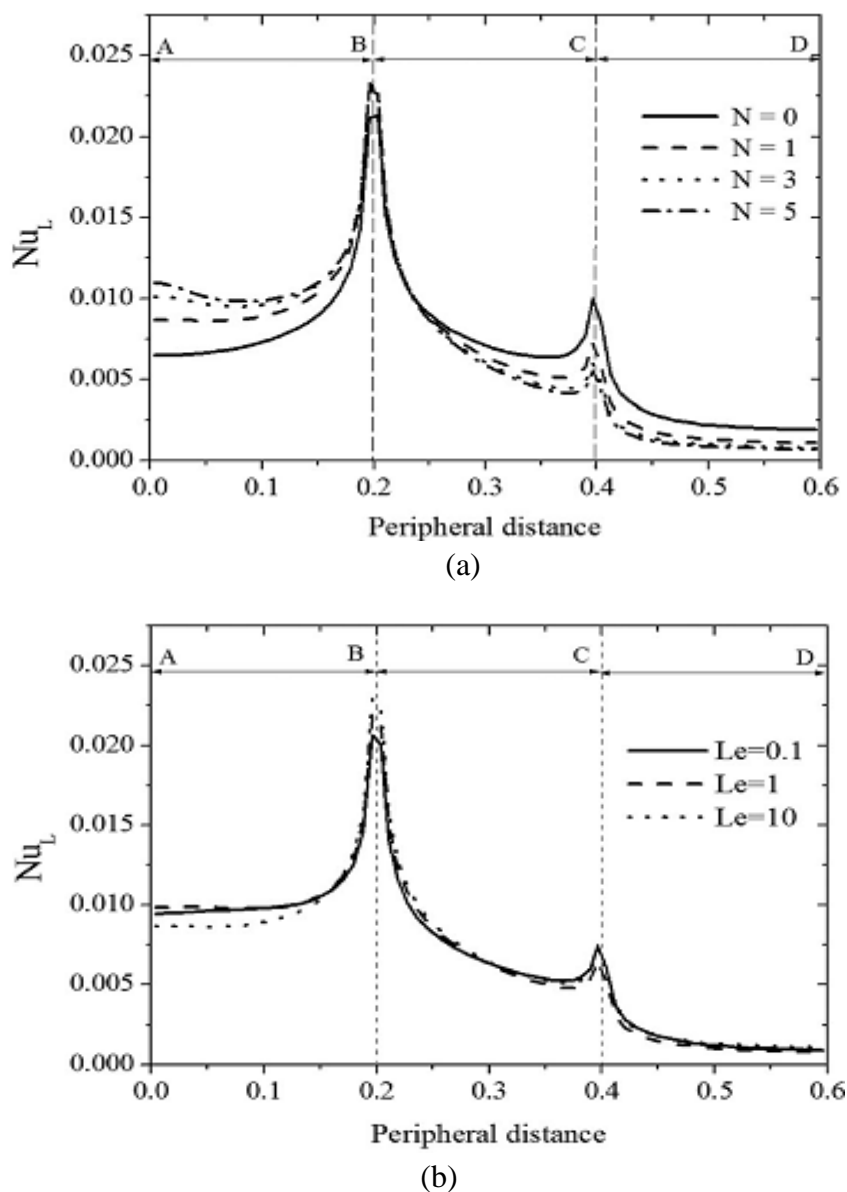 A B C D
0.025
0.020
0.015
0.010
0.005
0.000
Nu_L
N = 0
N = 1
N = 3
N = 5
0.0 0.1 0.2 0.3 0.4 0.5 0.6
Peripheral distance
(a)
A B C D
0.025
0.020
0.015
0.010
0.005
0.000
Nu_L
Le=0.1
Le=1
Le=10
0.0 0.1 0.2 0.3 0.4 0.5 0.6
Peripheral distance
(b)